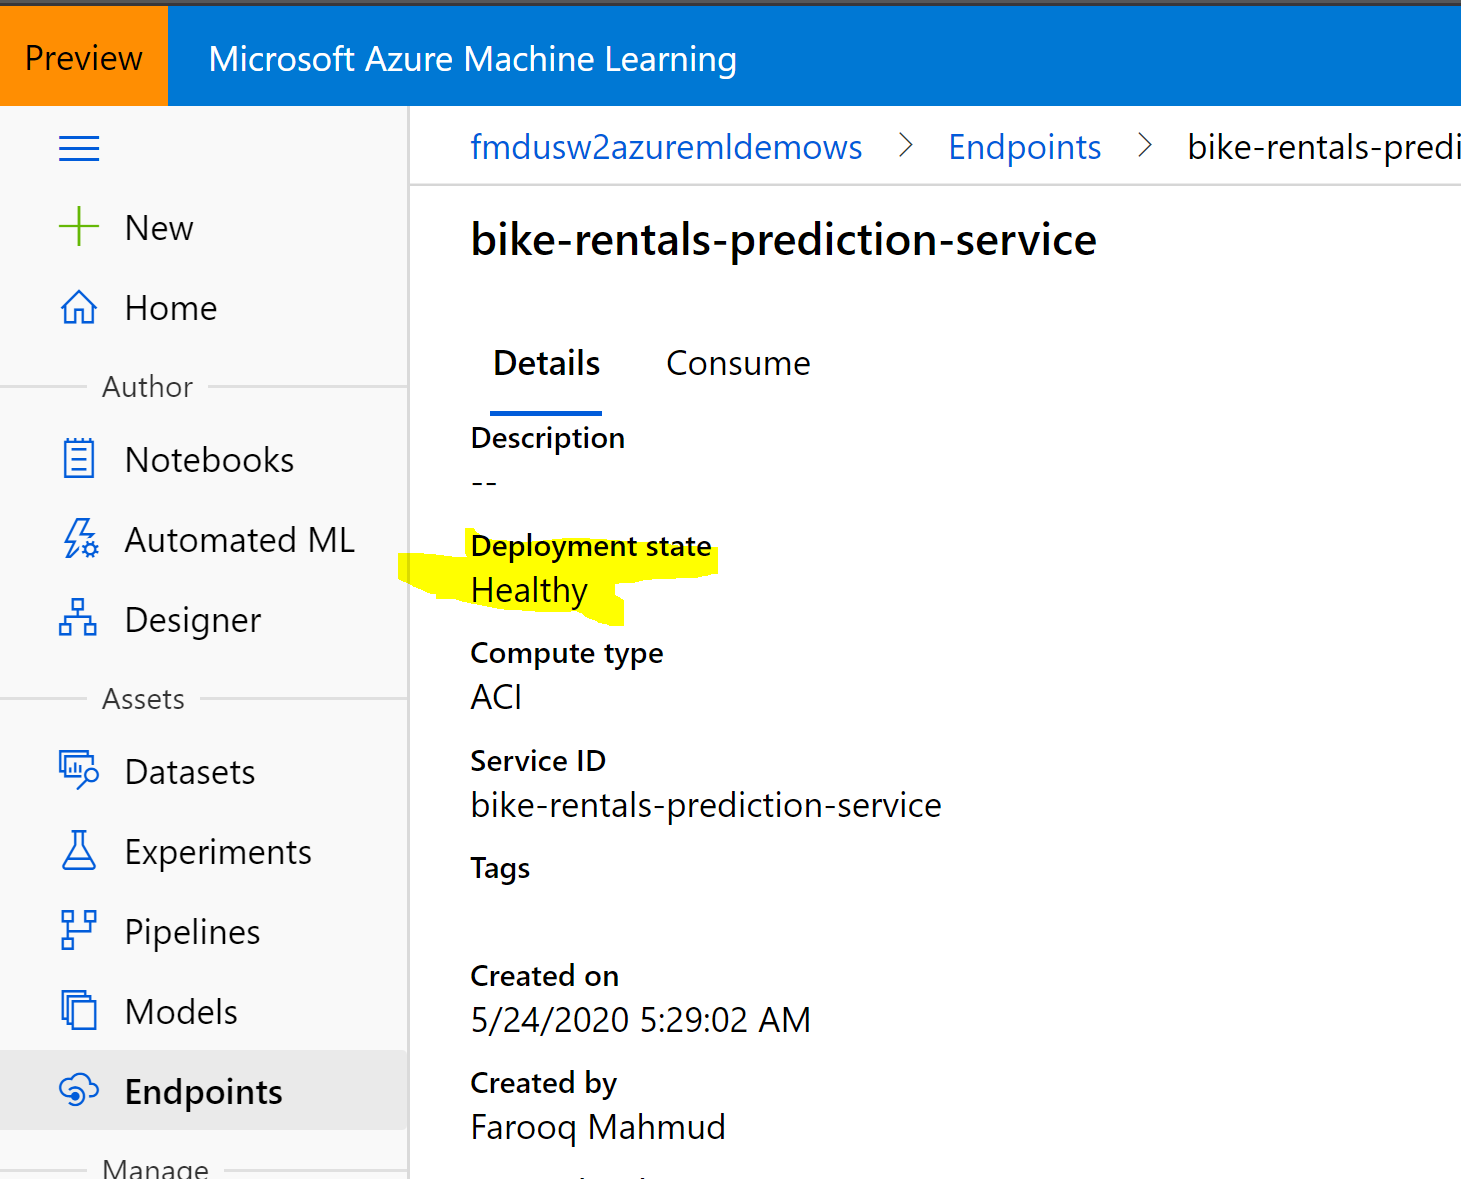 Preview
Microsoft Azure Machine Learning
fmdusw2azuremldemows > Endpoints > bike-rentals-predi
New
Home
Author
Notebooks
Automated ML
Designer
Assets
Datasets
Experiments
Pipelines
Models
Endpoints
Manage
bike-rentals-prediction-service
Details Consume
Description
--
Deployment state
Healthy
Compute type
ACI
Service ID
bike-rentals-prediction-service
Tags
Created on
5/24/2020 5:29:02 AM
Created by
Farooq Mahmud